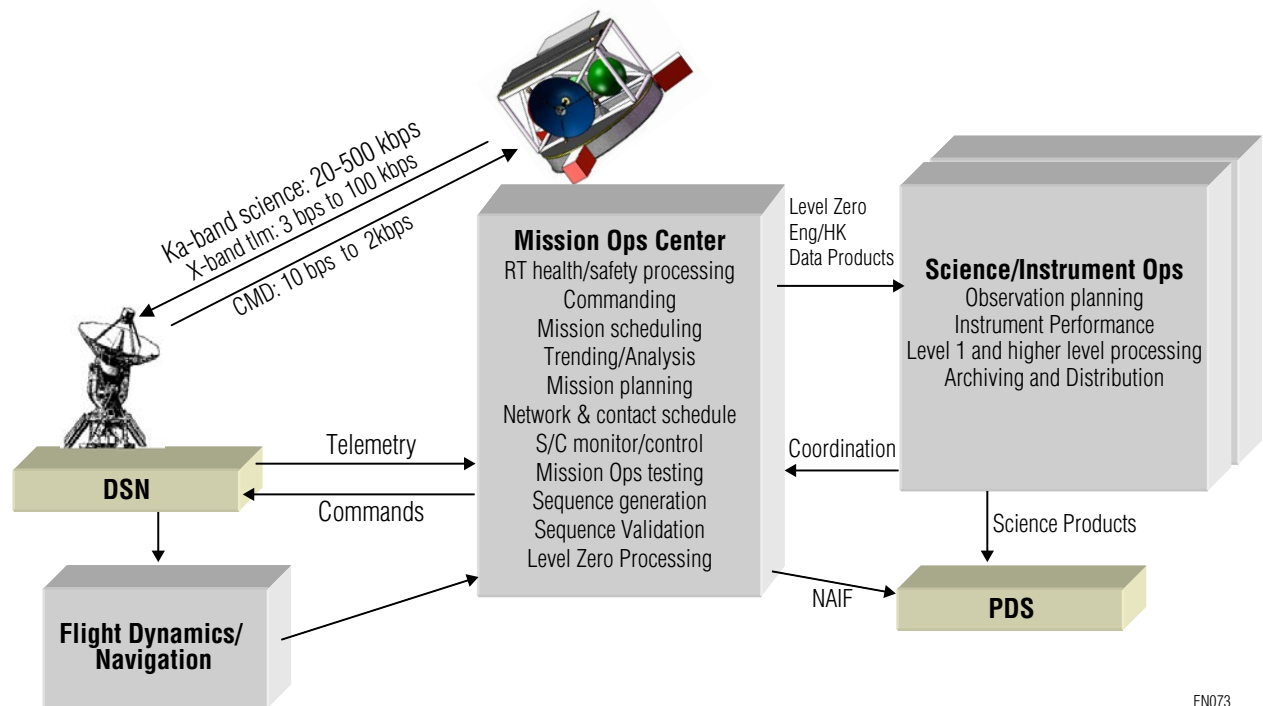 Ka-band science: 20-500 kbps
X-band tlm: 3 bps to 100 kbps
CMD: 10 bps to 2kbps
DSN
Telemetry
Commands
Flight Dynamics/
Navigation
Mission Ops Center
RT health/safety processing
Commanding
Mission scheduling
Trending/Analysis
Mission planning
Network & contact schedule
S/C monitor/control
Mission Ops testing
Sequence generation
Sequence Validation
Level Zero Processing
Level Zero
Eng/HK
Data Products
Science/Instrument Ops
Observation planning
Instrument Performance
Level 1 and higher level processing
Archiving and Distribution
Coordination
Science Products
NAIF
PDS
EN073